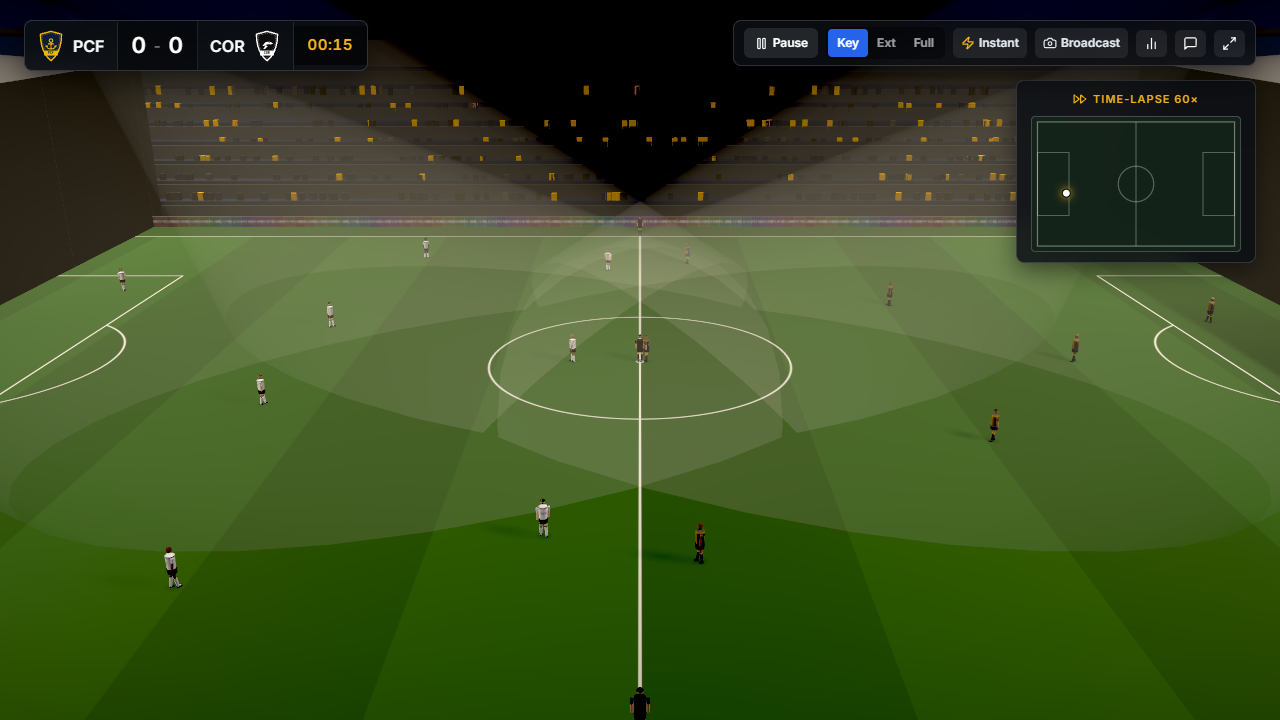 PCF 0 - 0 COR 00:15
Pause Key Ext Full Instant Broadcast
TIME-LAPSE 60×